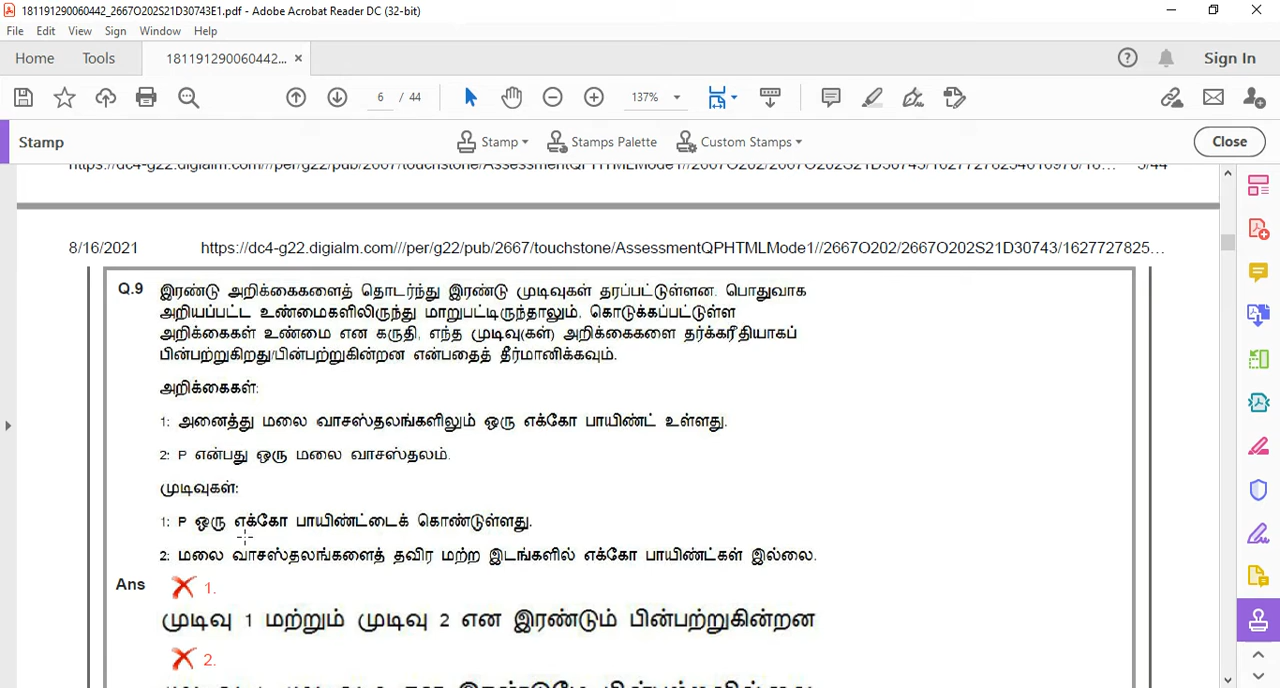 181191290060442_2667O202S21D30743E1.pdf - Adobe Acrobat Reader DC (32-bit)
File Edit View Sign Window Help
Home Tools 181191290060442... × Sign In
6 / 44 137%
Stamp Stamp Stamps Palette Custom Stamps Close
8/16/2021 https://dc4-g22.digialm.com///per/g22/pub/2667/touchstone/AssessmentQPHTMLMode1//2667O202/2667O202S21D30743/1627727825...
Q.9 இரண்டு அறிக்கைகளைத் தொடர்ந்து இரண்டு முடிவுகள் தரப்பட்டுள்ளன. பொதுவாக
அறியப்பட்ட உண்மைகளிலிருந்து மாறுபட்டிருந்தாலும், கொடுக்கப்பட்டுள்ள
அறிக்கைகள் உண்மை என கருதி, எந்த முடிவு(கள்) அறிக்கைகளை தர்க்கரீதியாகப்
பின்பற்றுகிறது/பின்பற்றுகின்றன என்பதைத் தீர்மானிக்கவும்.
அறிக்கைகள்:
1: அனைத்து மலை வாசஸ்தலங்களிலும் ஒரு எக்கோ பாயிண்ட் உள்ளது.
2: P என்பது ஒரு மலை வாசஸ்தலம்.
முடிவுகள்:
1: P ஒரு எக்கோ பாயிண்ட்டைக் கொண்டுள்ளது.
2: மலை வாசஸ்தலங்களைத் தவிர மற்ற இடங்களில் எக்கோ பாயிண்ட்கள் இல்லை.
Ans 1.
முடிவு 1 மற்றும் முடிவு 2 என இரண்டும் பின்பற்றுகின்றன
2.